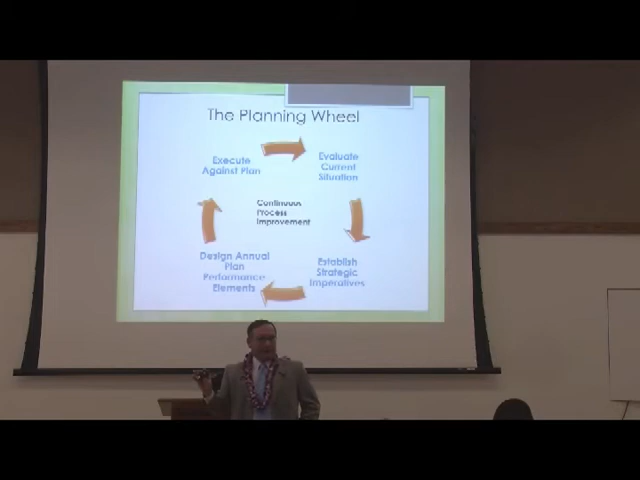 The Planning Wheel
Execute
Against Plan
Evaluate
Current
Situation
Continuous
Process
Improvement
Design Annual
Plan
Performance
Elements
Establish
Strategic
Imperatives